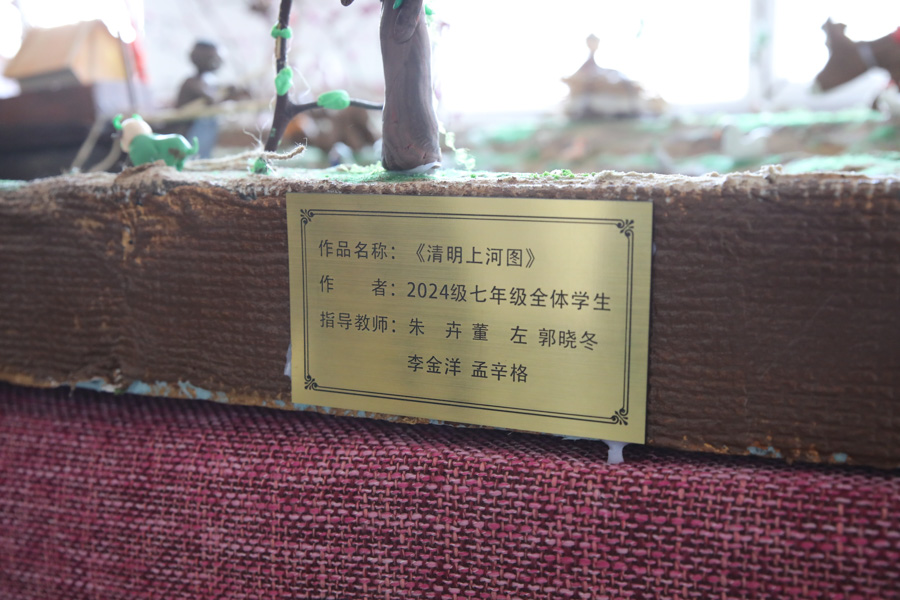 作品名称：《清明上河图》
作　　者：2024级七年级全体学生
指导教师：朱　卉 董　左 郭晓冬
李金洋 孟辛格